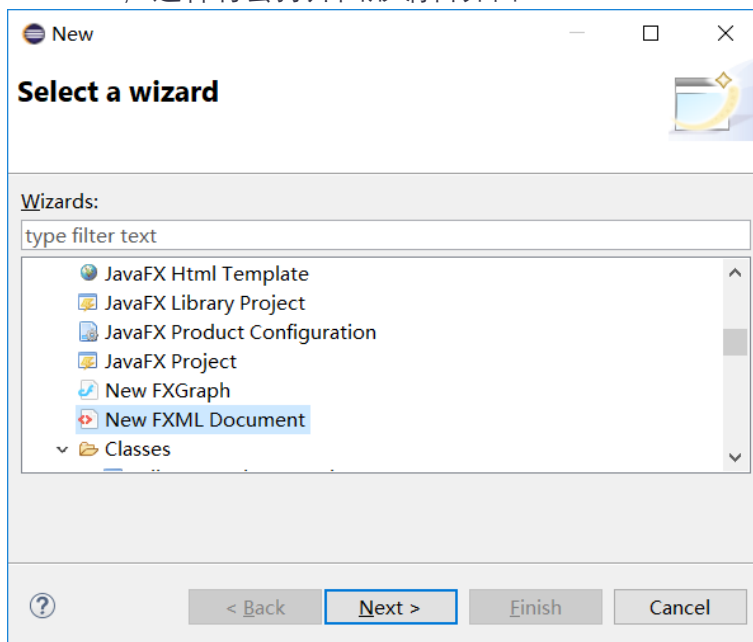 New
Select a wizard
Wizards:
type filter text
JavaFX Html Template
JavaFX Library Project
JavaFX Product Configuration
JavaFX Project
New FXGraph
New FXML Document
Classes
< Back Next > Finish Cancel